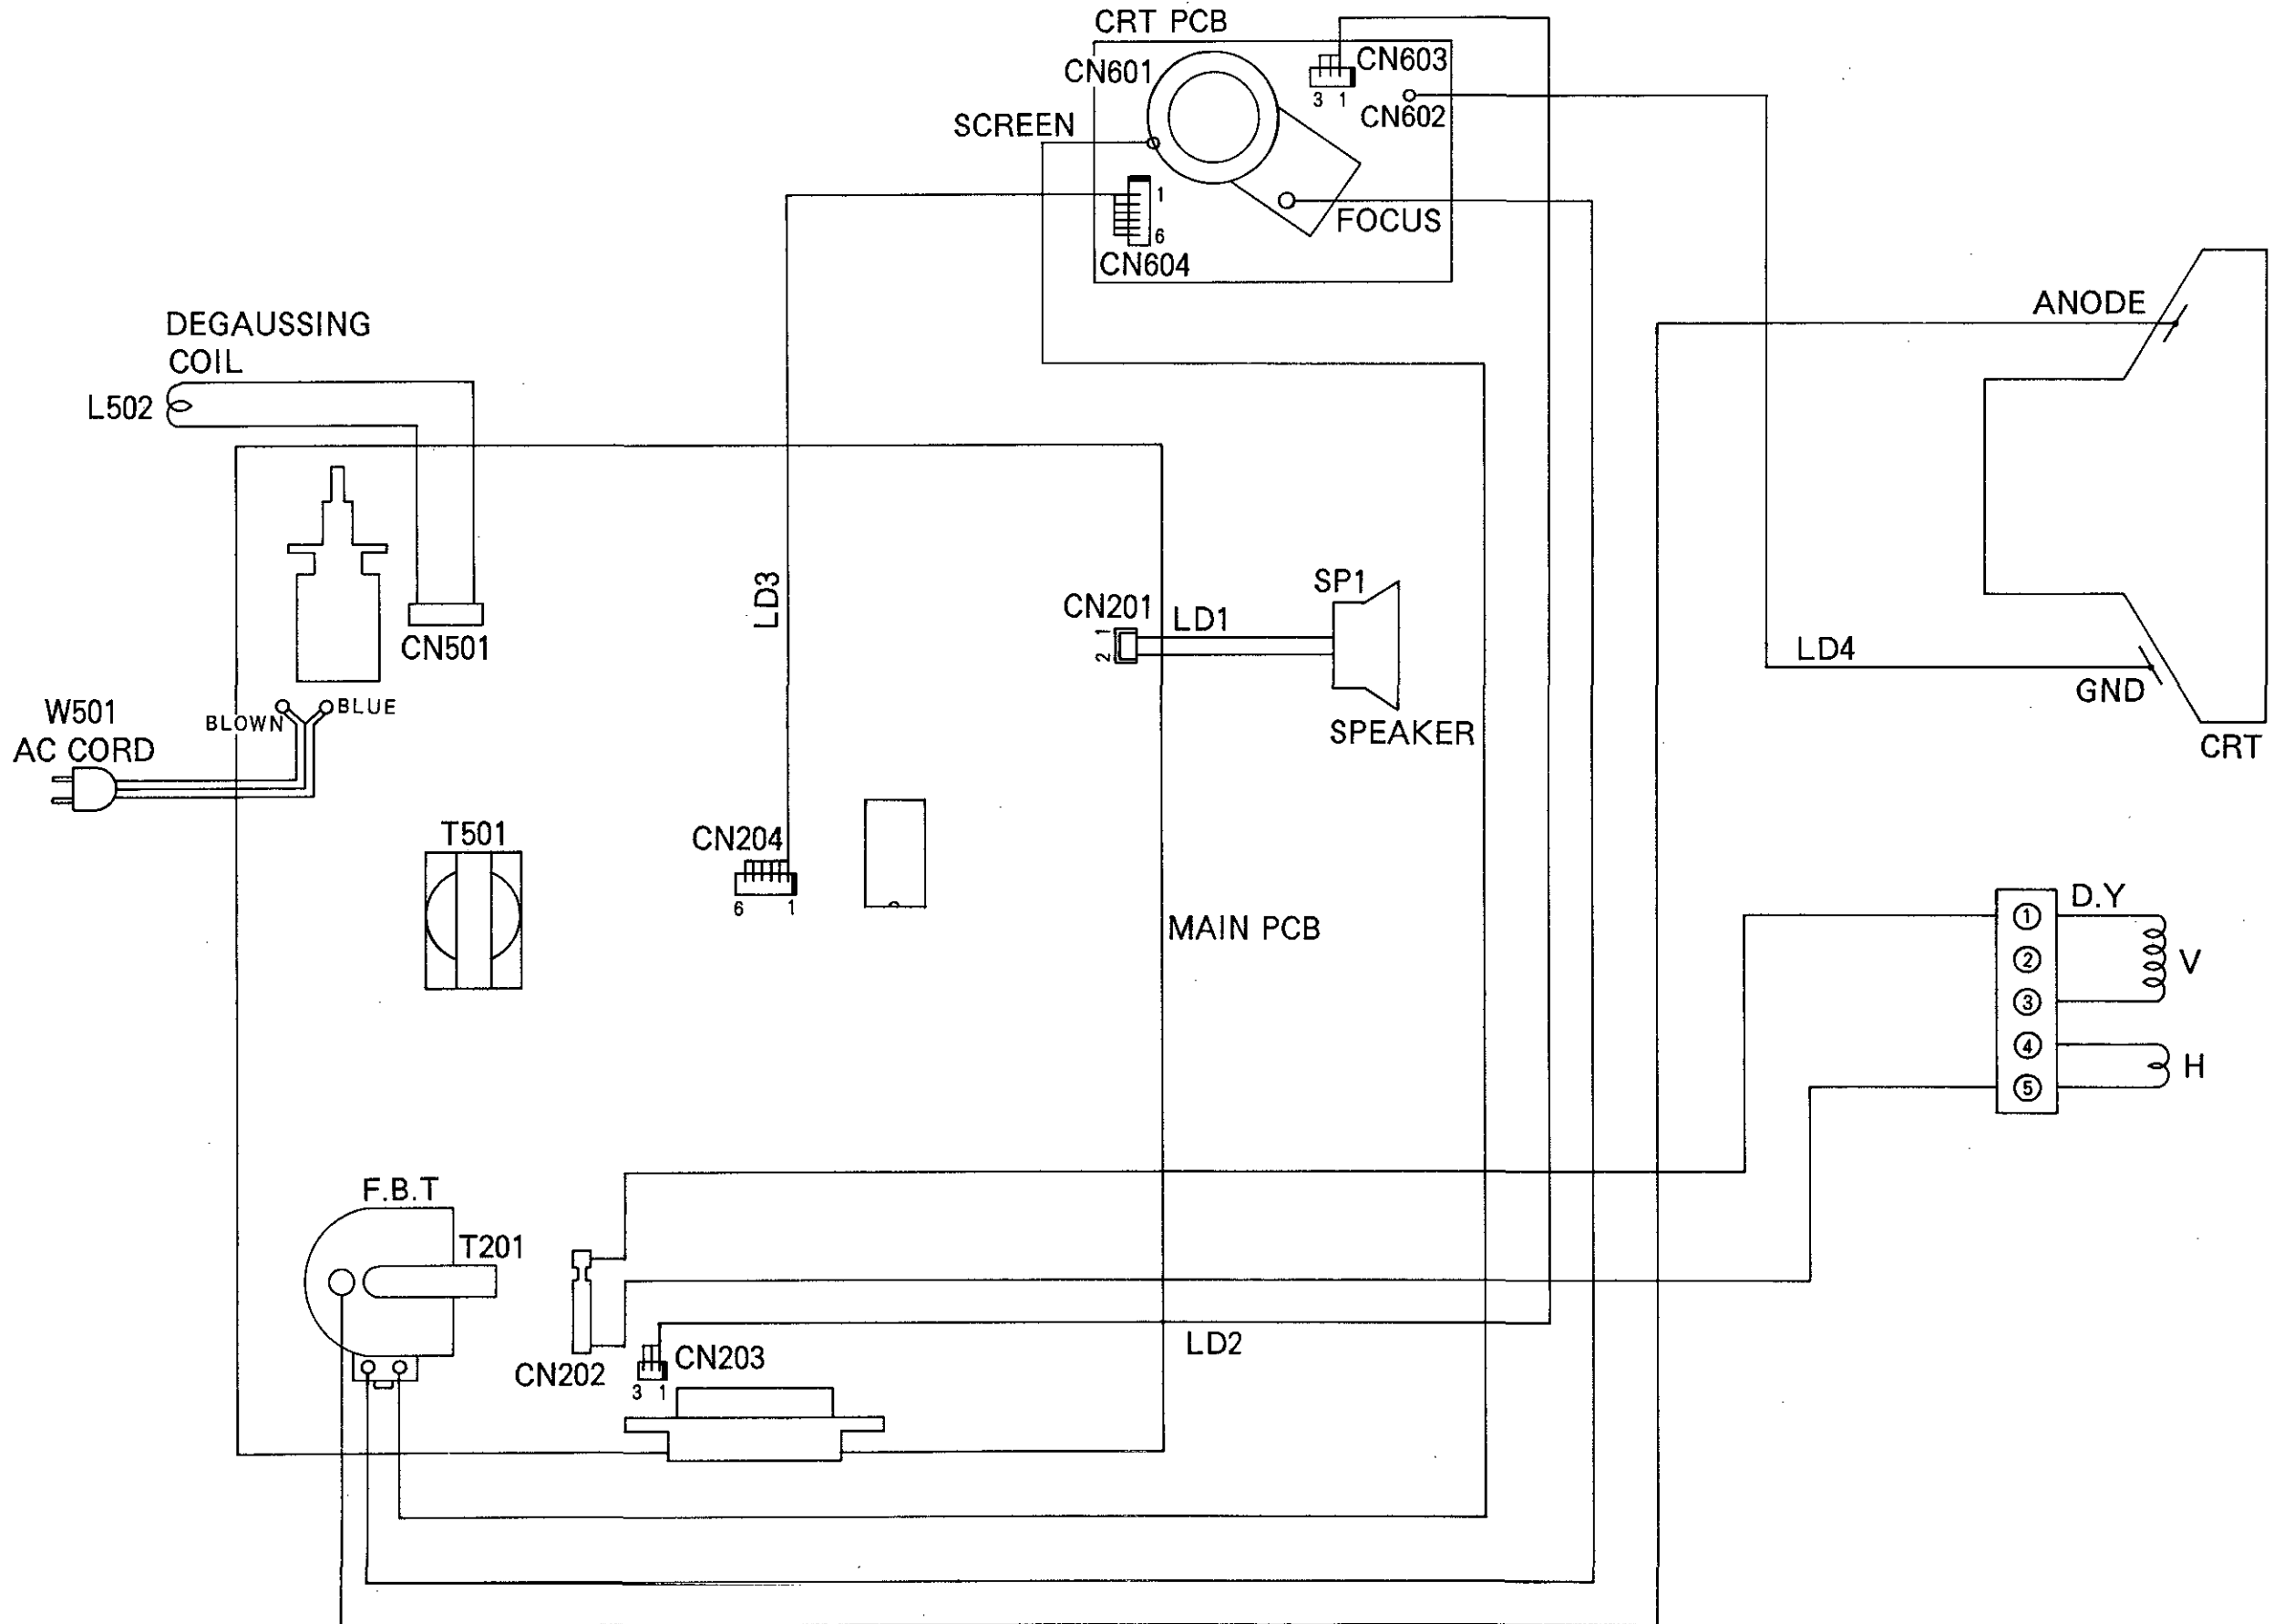 CRT PCB
CN601
CN603
3 1
CN602
SCREEN
1
6
FOCUS
CN604
ANODE
DEGAUSSING
COIL
L502
LD3
CN501
CN201
1
2
LD1
SP1
SPEAKER
LD4
GND
CRT
W501
AC CORD
BLOWN
BLUE
T501
CN204
6 1
MAIN PCB
D.Y
1
2
3
4
5
V
H
F.B.T
T201
CN202
CN203
3 1
LD2